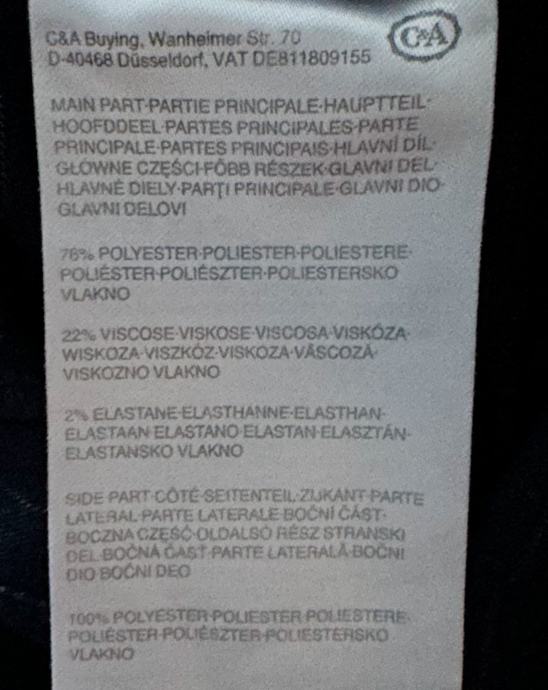 C&A Buying, Wanheimer Str. 70
D-40468 Düsseldorf, VAT DE811809155
C&A
MAIN PART·PARTIE PRINCIPALE·HAUPTTEIL·
HOOFDDEEL·PARTES PRINCIPALES·PARTE
PRINCIPALE·PARTES PRINCIPAIS·HLAVNÍ DÍL·
GŁÓWNE CZĘŚCI·FŐBB RÉSZEK·GLAVNI DEL·
HLAVNÉ DIELY·PARŢI PRINCIPALE·GLAVNI DIO·
GLAVNI DELOVI
76% POLYESTER·POLIESTER·POLIESTERE·
POLIÉSTER·POLIÉSZTER·POLIESTERSKO
VLAKNO
22% VISCOSE·VISKOSE·VISCOSA·VISKÓZA·
WISKOZA·VISZKÓZ·VISKOZA·VÂSCOZĂ·
VISKOZNO VLAKNO
2% ELASTANE·ELASTHANNE·ELASTHAN·
ELASTAAN·ELASTANO·ELASTAN·ELASZTÁN·
ELASTANSKO VLAKNO
SIDE PART·CÔTÉ·SEITENTEIL·ZIJKANT·PARTE
LATERAL·PARTE LATERALE·BOČNÍ ČÁST·
BOCZNA CZĘŚĆ·OLDALSÓ RÉSZ·STRANSKI
DEL·BOČNÁ ČASŤ·PARTE LATERALĂ·BOČNI
DIO·BOČNI DEO
100% POLYESTER·POLIESTER·POLIESTERE·
POLIÉSTER·POLIÉSZTER·POLIESTERSKO
VLAKNO